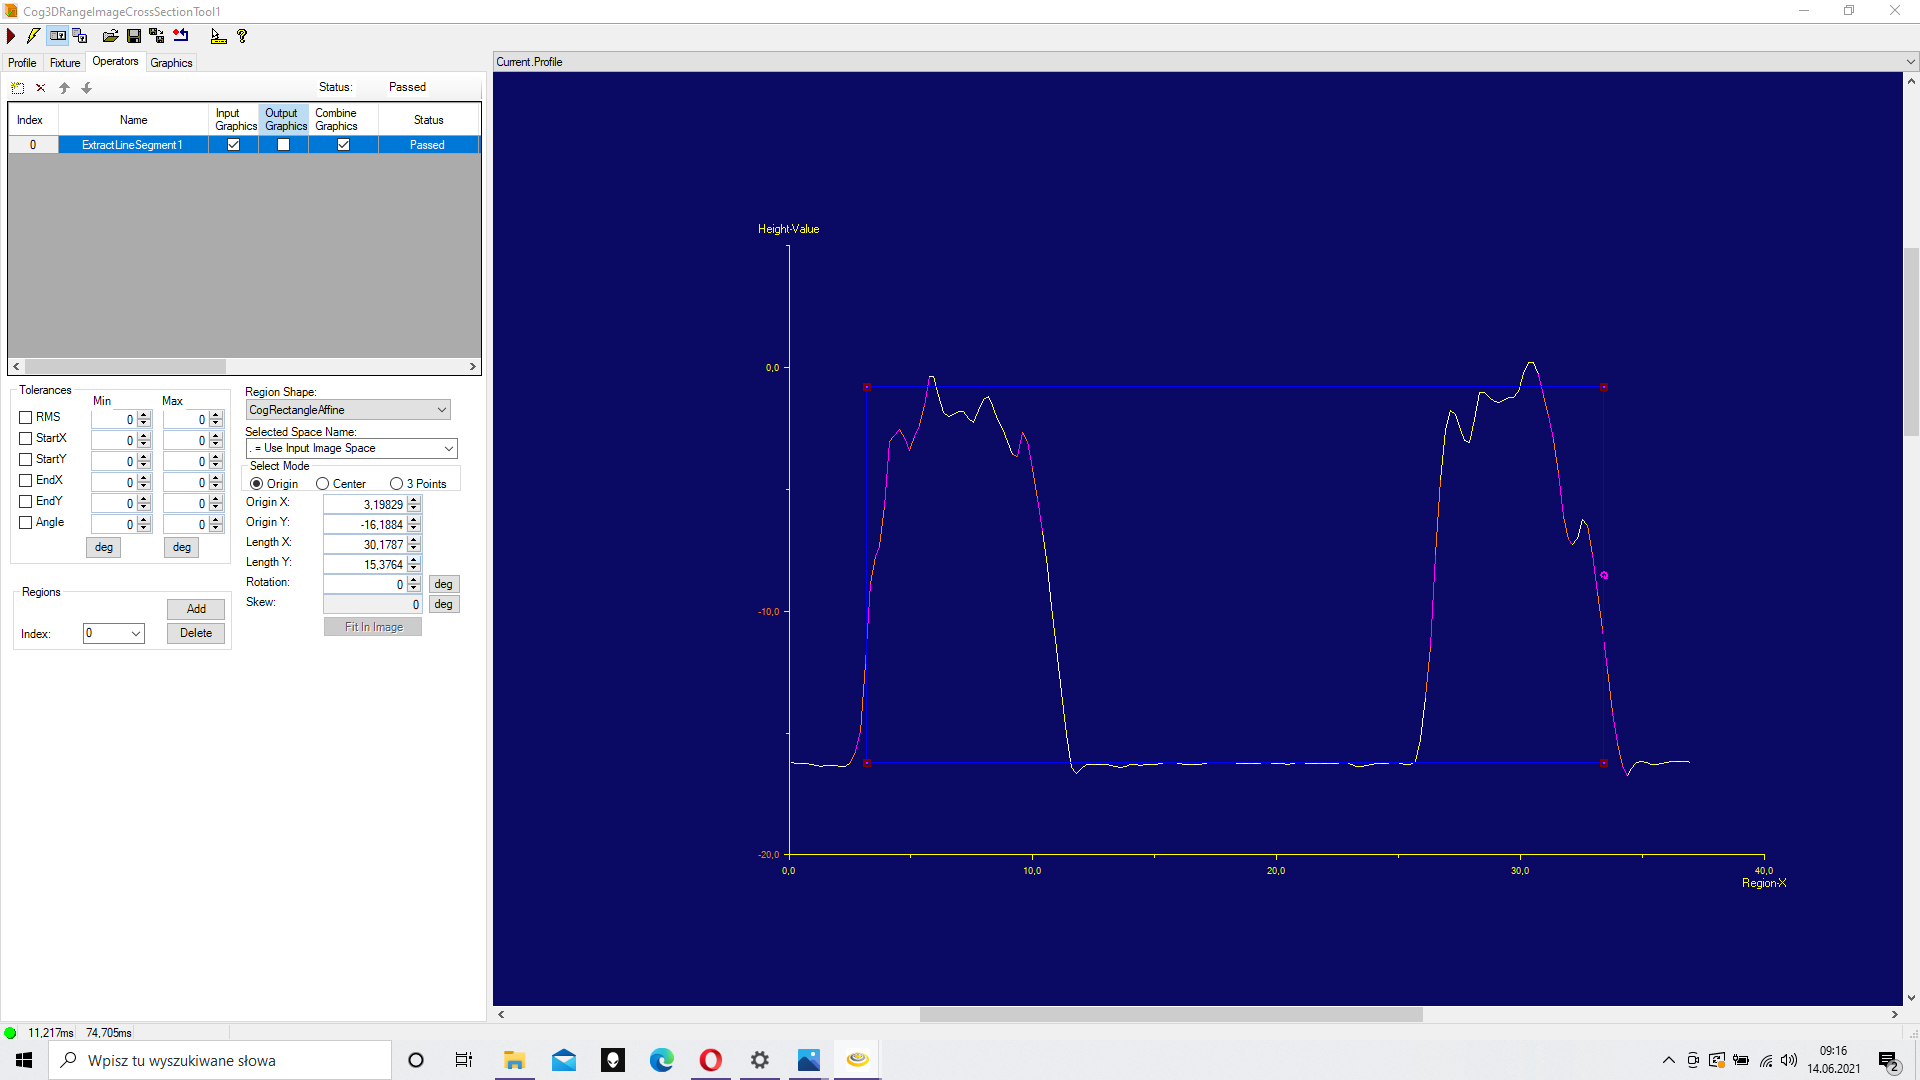 Cog3DRangeImageCrossSectionTool1
Profile Fixture Operators Graphics
Current.Profile
Status: Passed
Index Name Input Graphics Output Graphics Combine Graphics Status
0 ExtractLineSegment1 Passed
Tolerances
Min Max
RMS 0 0
StartX 0 0
StartY 0 0
EndX 0 0
EndY 0 0
Angle 0 0
deg deg
Region Shape:
CogRectangleAffine
Selected Space Name:
. = Use Input Image Space
Select Mode
Origin Center 3 Points
Origin X: 3,19829
Origin Y: -16,1884
Length X: 30,1787
Length Y: 15,3764
Rotation: 0 deg
Skew: 0 deg
Fit In Image
Regions
Add
Index: 0 Delete
Height-Value
0,0
-10,0
-20,0
0,0 10,0 20,0 30,0 40,0
Region-X
11,217ms 74,705ms
Wpisz tu wyszukiwane słowa
09:16
14.06.2021
2